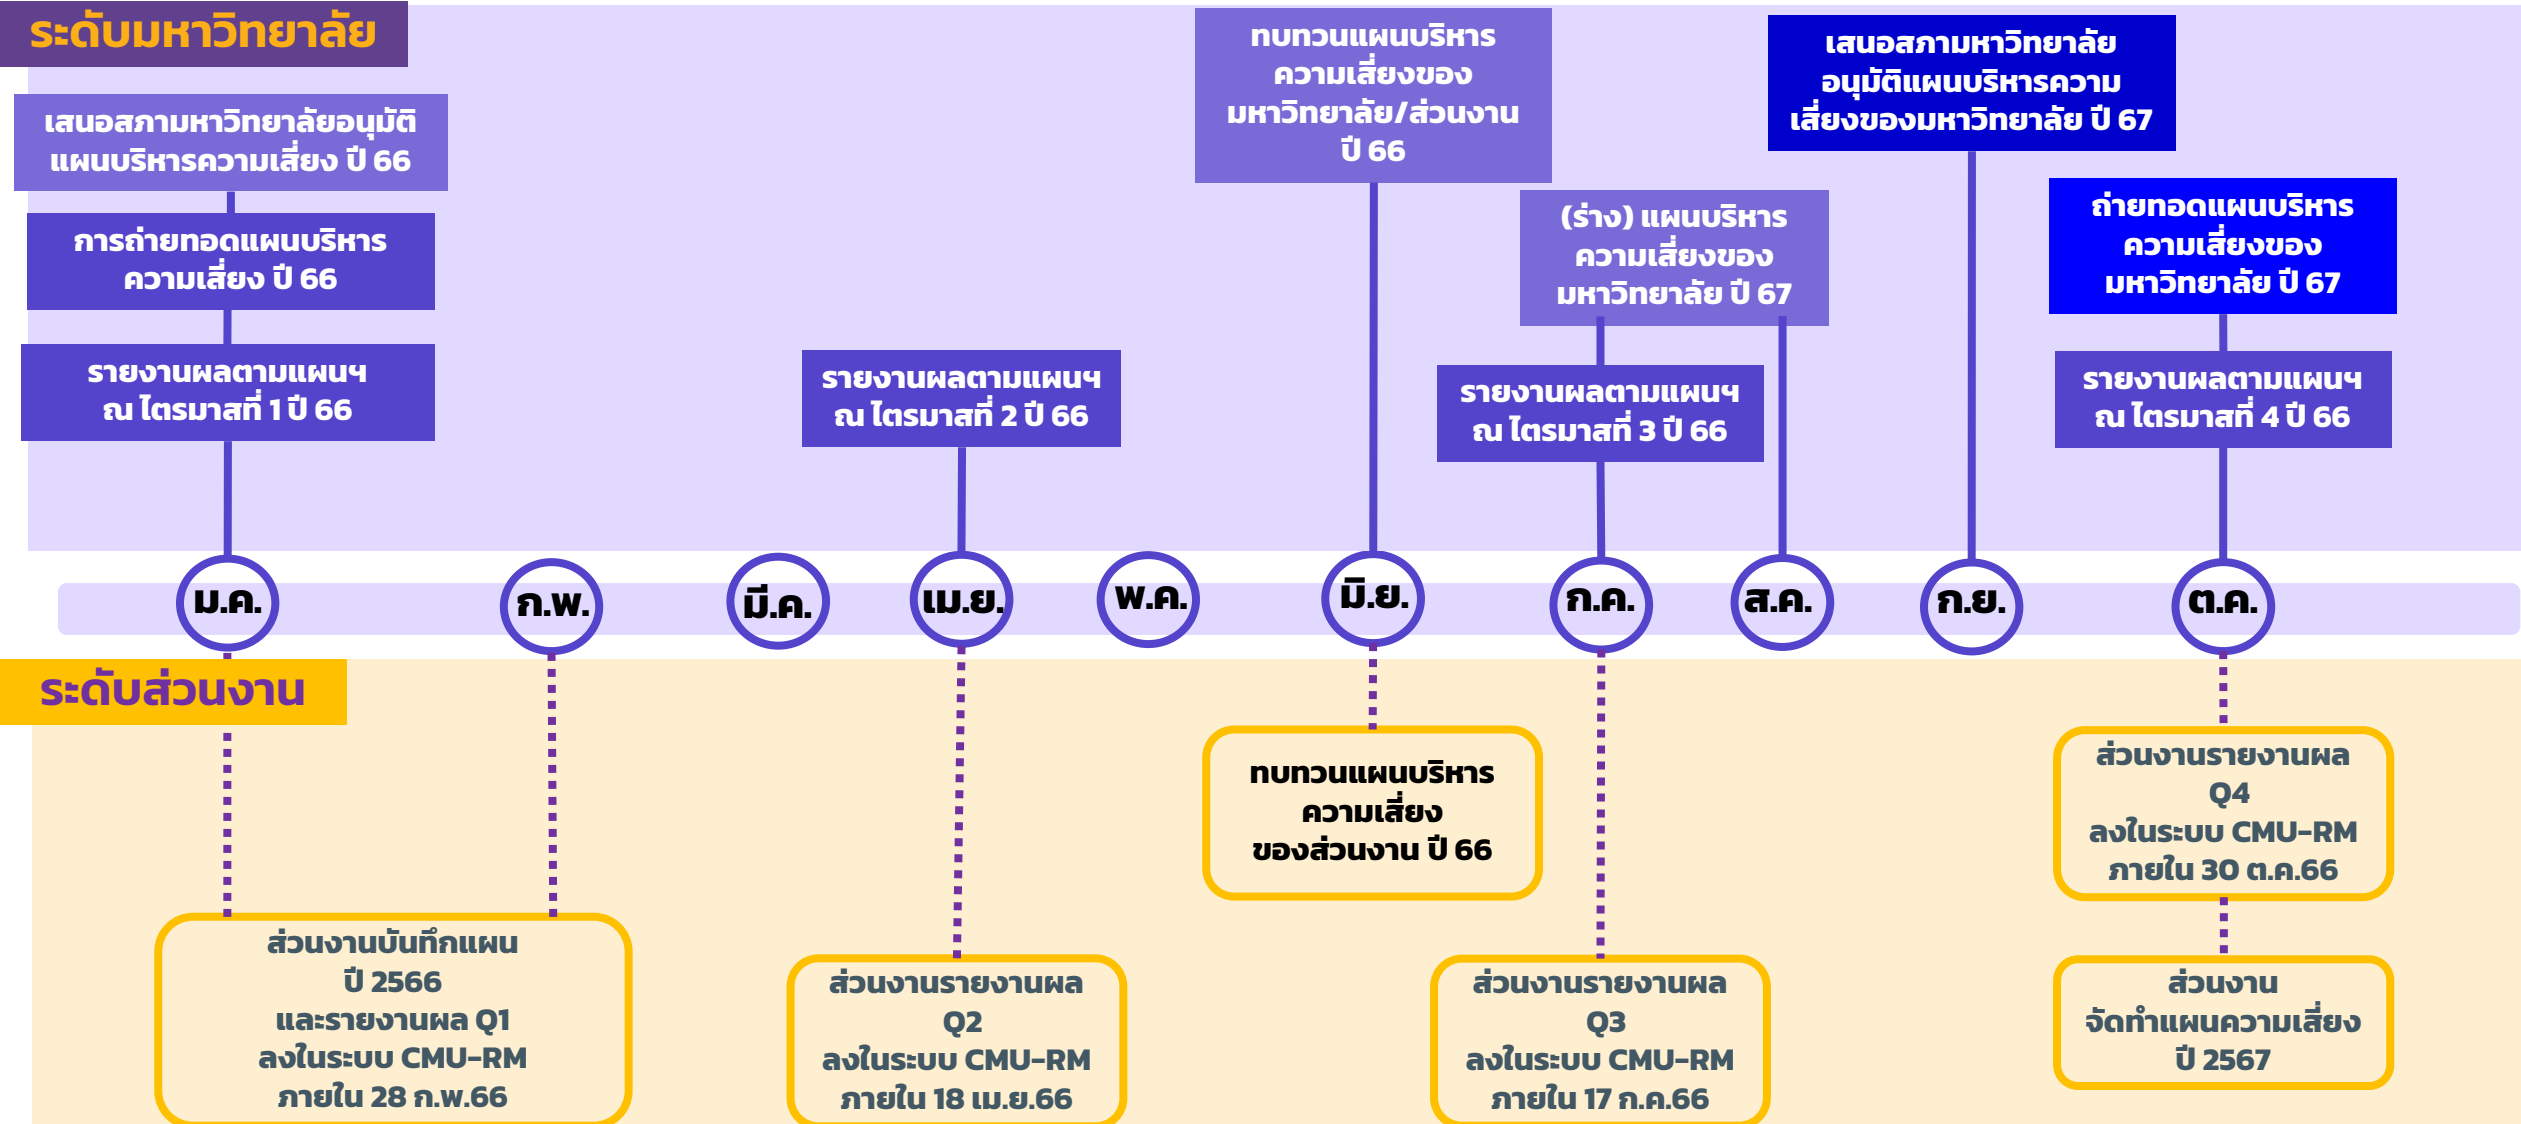 ระดับมหาวิทยาลัย
เสนอสภามหาวิทยาลัยอนุมัติ
แผนบริหารความเสี่ยง ปี 66
การถ่ายทอดแผนบริหาร
ความเสี่ยง ปี 66
รายงานผลตามแผนฯ
ณ ไตรมาสที่ 1 ปี 66
รายงานผลตามแผนฯ
ณ ไตรมาสที่ 2 ปี 66
ทบทวนแผนบริหาร
ความเสี่ยงของ
มหาวิทยาลัย/ส่วนงาน
ปี 66
(ร่าง) แผนบริหาร
ความเสี่ยงของ
มหาวิทยาลัย ปี 67
รายงานผลตามแผนฯ
ณ ไตรมาสที่ 3 ปี 66
เสนอสภามหาวิทยาลัย
อนุมัติแผนบริหารความ
เสี่ยงของมหาวิทยาลัย ปี 67
ถ่ายทอดแผนบริหาร
ความเสี่ยงของ
มหาวิทยาลัย ปี 67
รายงานผลตามแผนฯ
ณ ไตรมาสที่ 4 ปี 66
ม.ค.
ก.พ.
มี.ค.
เม.ย.
พ.ค.
มิ.ย.
ก.ค.
ส.ค.
ก.ย.
ต.ค.
ระดับส่วนงาน
ส่วนงานบันทึกแผน
ปี 2566
และรายงานผล Q1
ลงในระบบ CMU-RM
ภายใน 28 ก.พ.66
ส่วนงานรายงานผล
Q2
ลงในระบบ CMU-RM
ภายใน 18 เม.ย.66
ทบทวนแผนบริหาร
ความเสี่ยง
ของส่วนงาน ปี 66
ส่วนงานรายงานผล
Q3
ลงในระบบ CMU-RM
ภายใน 17 ก.ค.66
ส่วนงานรายงานผล
Q4
ลงในระบบ CMU-RM
ภายใน 30 ต.ค.66
ส่วนงาน
จัดทำแผนความเสี่ยง
ปี 2567